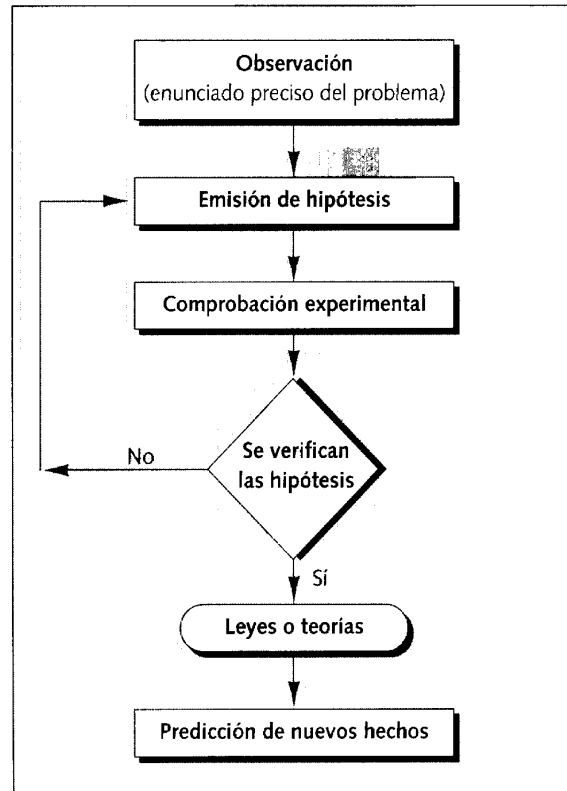 Observación
(enunciado preciso del problema)
Emisión de hipótesis
Comprobación experimental
Se verifican
las hipótesis
No
Sí
Leyes o teorías
Predicción de nuevos hechos